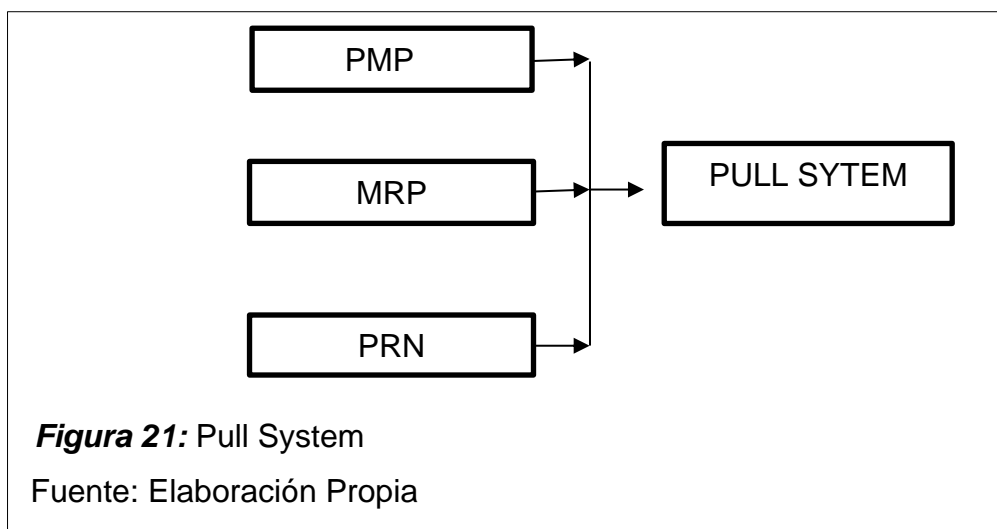 PMP
MRP
PULL SYTEM
PRN
Figura 21: Pull System
Fuente: Elaboración Propia